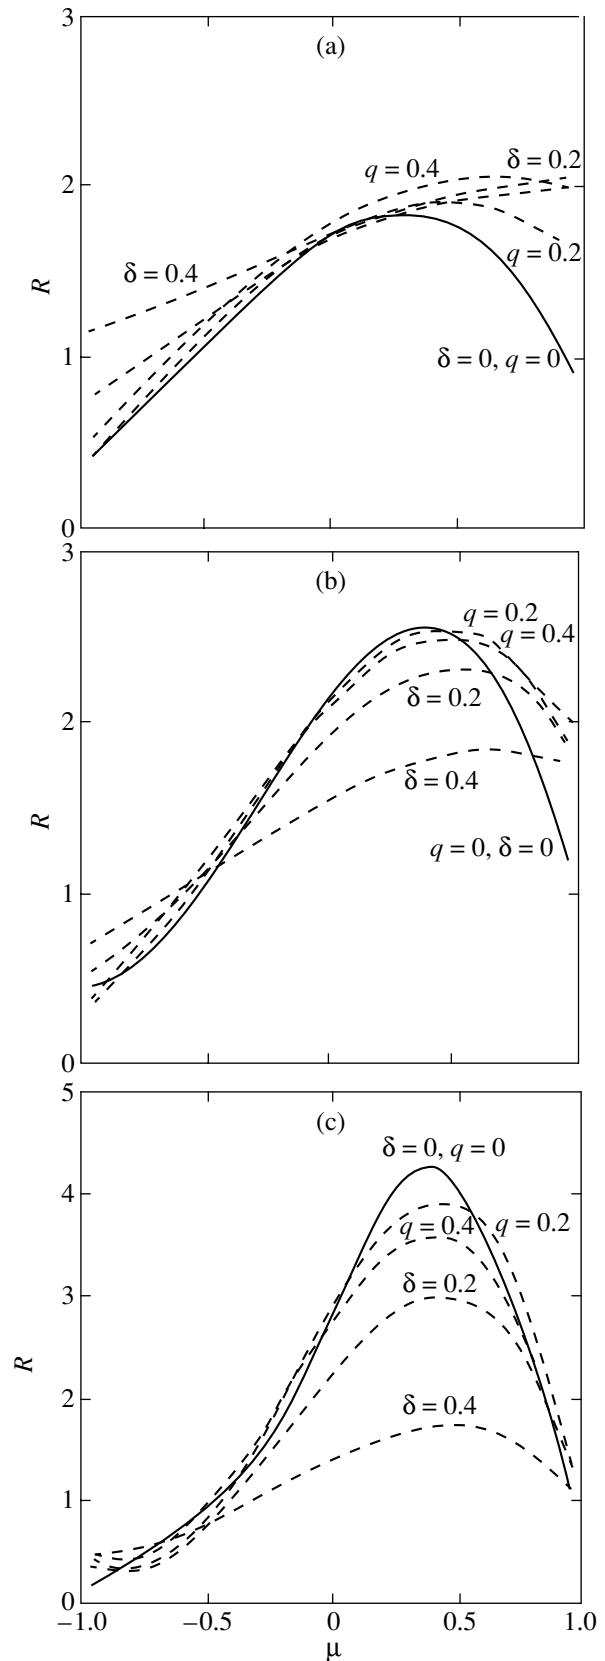 3
(a)
δ = 0.2
q = 0.4
2
q = 0.2
δ = 0.4
R
1
δ = 0, q = 0
0
3
(b)
q = 0.2
q = 0.4
δ = 0.2
2
δ = 0.4
R
q = 0, δ = 0
1
0
5
(c)
δ = 0, q = 0
4
q = 0.4
q = 0.2
δ = 0.2
3
R
2
δ = 0.4
1
0
−1.0 −0.5 0 0.5 1.0
μ